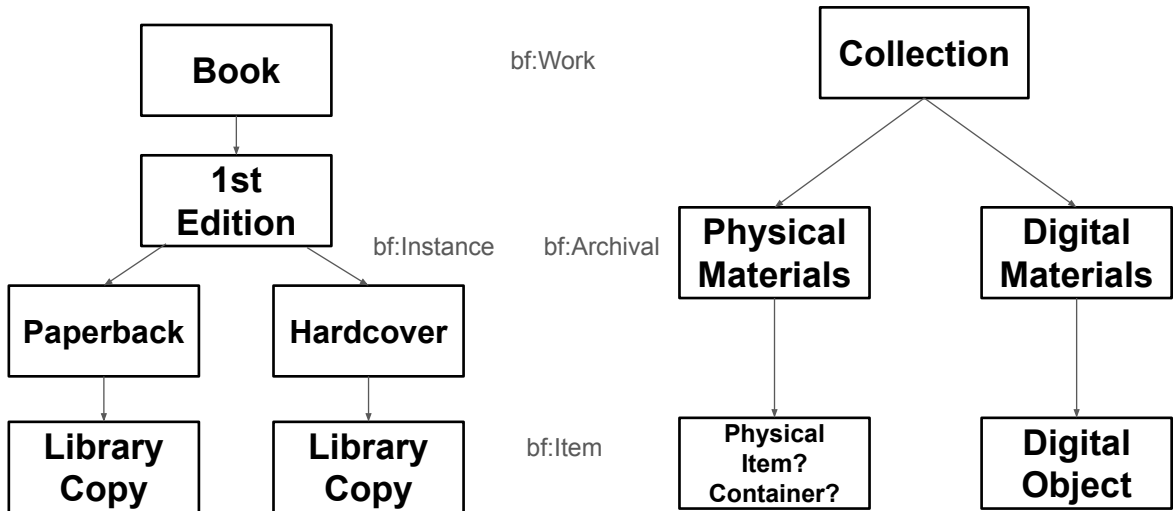 Book
bf:Work
Collection
1st
Edition
bf:Instance
bf:Archival
Physical
Materials
Digital
Materials
Paperback
Hardcover
Library
Copy
Library
Copy
bf:Item
Physical
Item?
Container?
Digital
Object